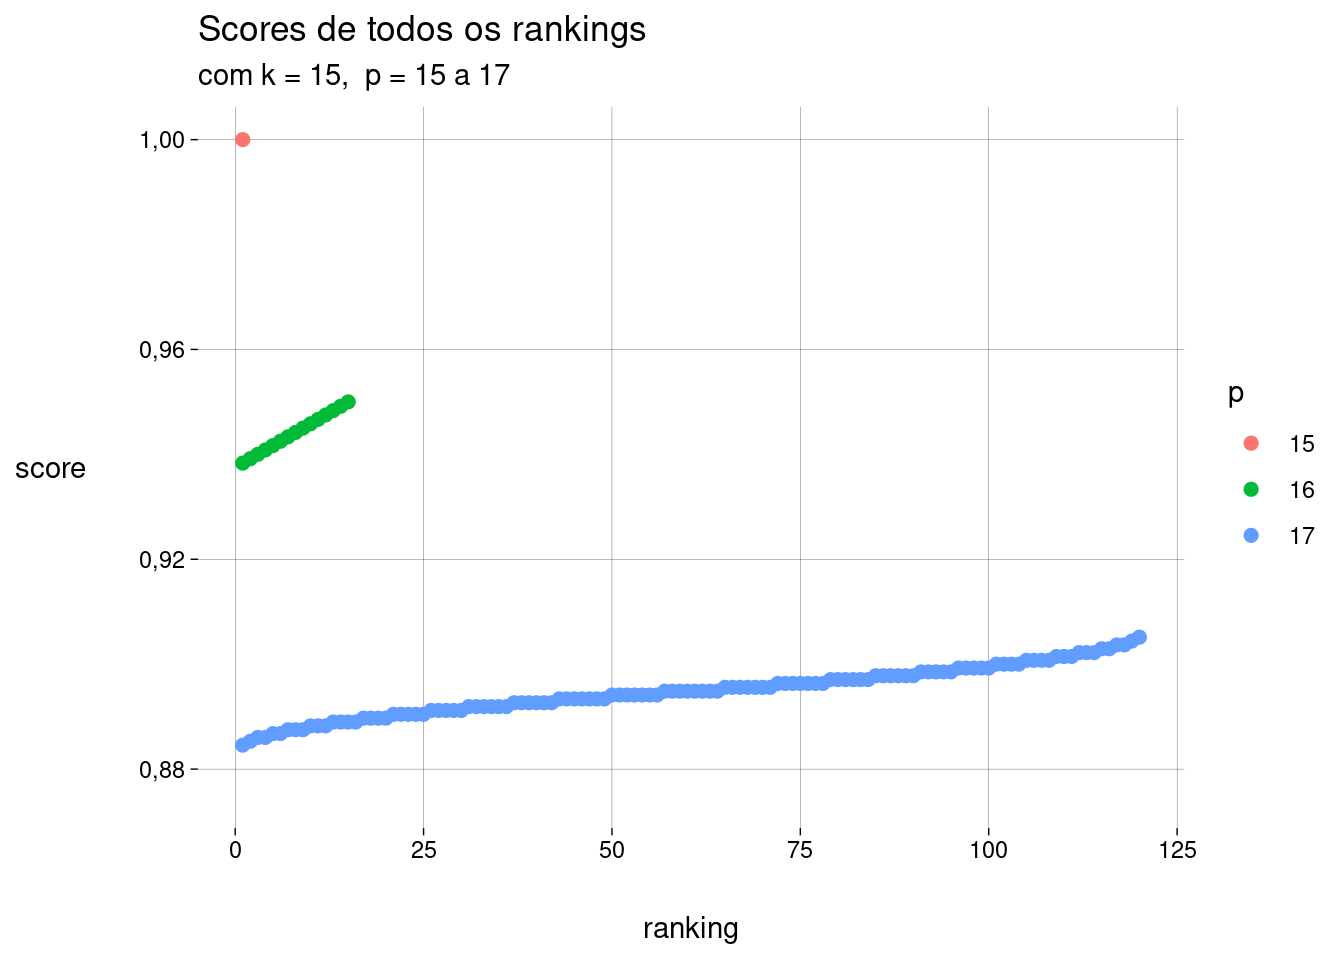 Scores de todos os rankings
com k = 15,  p = 15 a 17
1,00
0,96
0,92
0,88
score
0 25 50 75 100 125
ranking
p
15
16
17